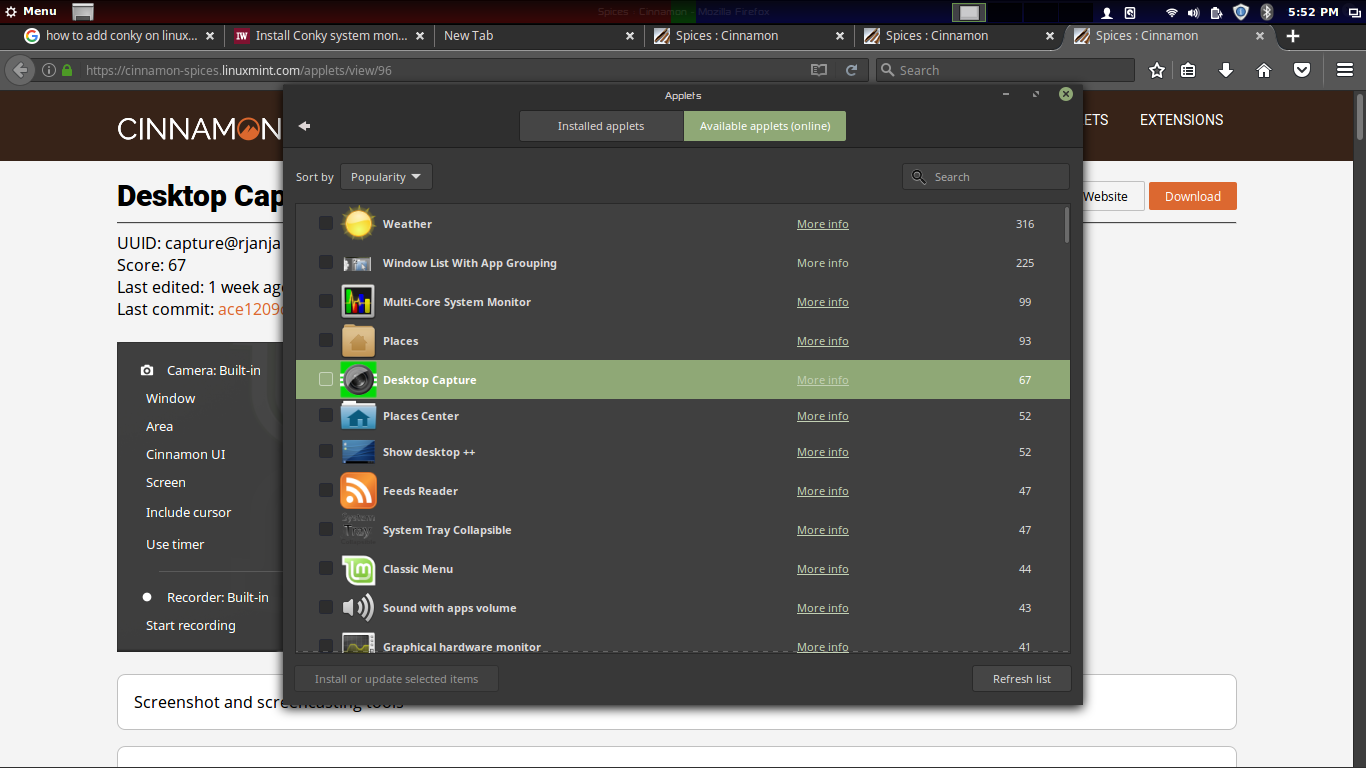 Menu
Spices : Cinnamon - Mozilla Firefox
5:52 PM
how to add conky on linux...
Install Conky system mon...
New Tab
Spices : Cinnamon
Spices : Cinnamon
Spices : Cinnamon
https://cinnamon-spices.linuxmint.com/applets/view/96
Search
CINNAMON
ETS
EXTENSIONS
Desktop Cap
Website
Download
UUID: capture@rjanja
Score: 67
Last edited: 1 week ag
Last commit: ace1209
Camera: Built-in
Window
Area
Cinnamon UI
Screen
Include cursor
Use timer
Recorder: Built-in
Start recording
Screenshot and screencasting tools
Applets
Installed applets
Available applets (online)
Sort by
Popularity
Search
Weather More info 316
Window List With App Grouping More info 225
Multi-Core System Monitor More info 99
Places More info 93
Desktop Capture More info 67
Places Center More info 52
Show desktop ++ More info 52
Feeds Reader More info 47
System Tray
System Tray Collapsible More info 47
Classic Menu More info 44
Sound with apps volume More info 43
Graphical hardware monitor More info 41
Install or update selected items
Refresh list